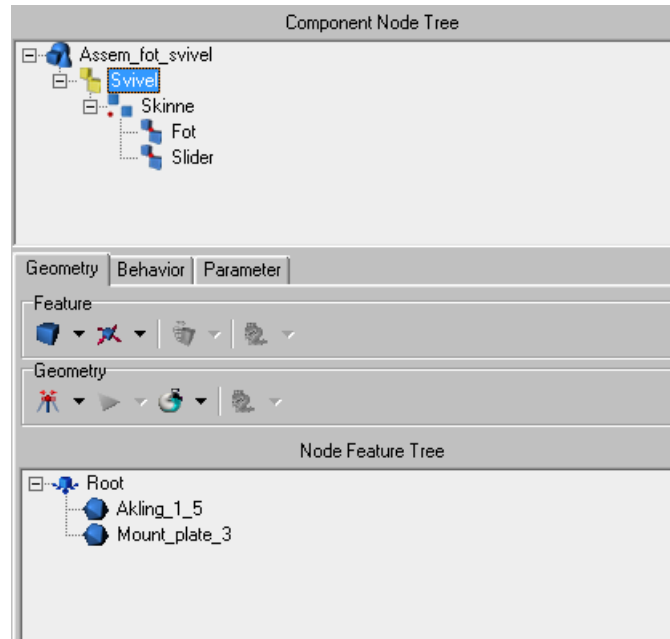 Component Node Tree
Assem_fot_svivel
Svivel
Skinne
Fot
Slider
Geometry Behavior Parameter
Feature
Geometry
Node Feature Tree
Root
Akling_1_5
Mount_plate_3